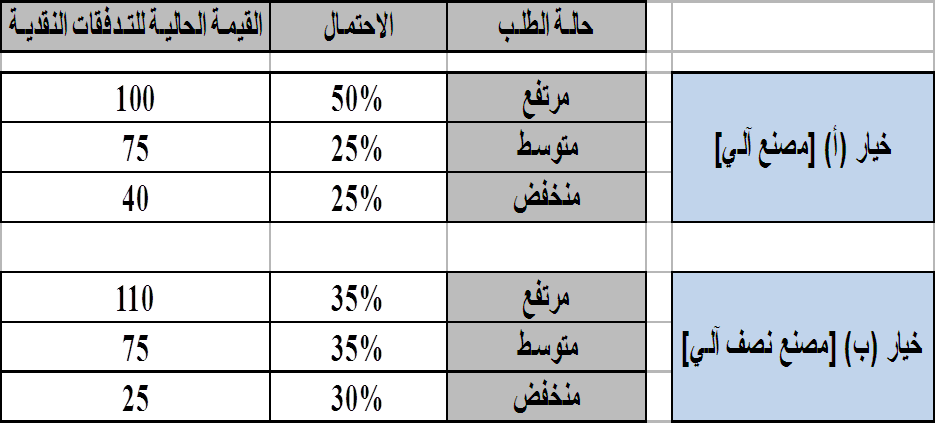 حالة الطلب	الاحتمال	القيمة الحالية للتدفقات النقدية
خيار (أ) [مصنع آلي]
مرتفع	50%	100
متوسط	25%	75
منخفض	25%	40
خيار (ب) [مصنع نصف آلي]
مرتفع	35%	110
متوسط	35%	75
منخفض	30%	25